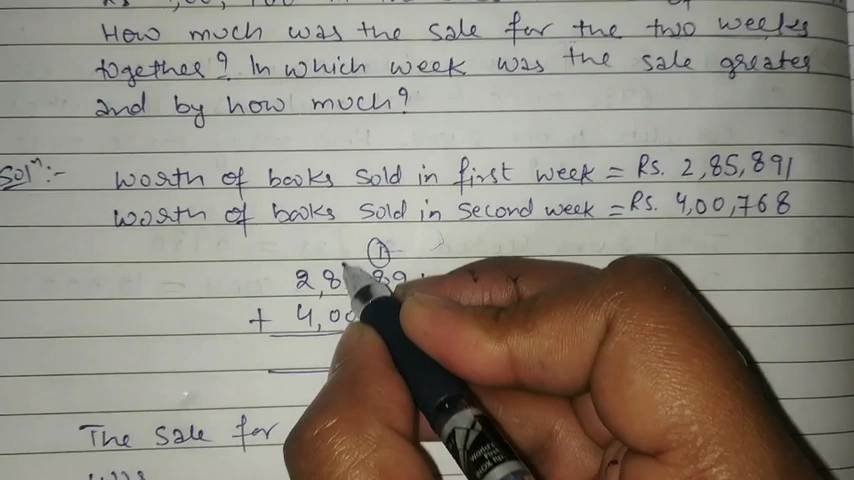 How much was the sale for the two weeks
together? In which week was the sale greater
and by how much?
Solⁿ:- Worth of books sold in first week = Rs. 2,85,891
Worth of books sold in second week = Rs. 4,00,768
1
2,8 89
+ 4,00
The sale for